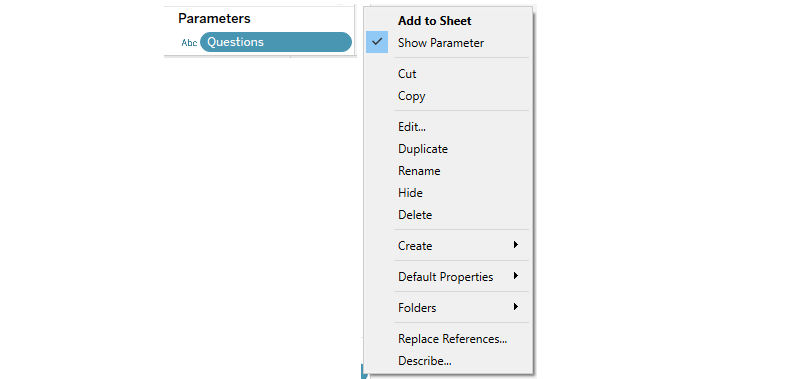 Parameters
Abc Questions
Add to Sheet
Show Parameter
Cut
Copy
Edit...
Duplicate
Rename
Hide
Delete
Create
Default Properties
Folders
Replace References...
Describe...